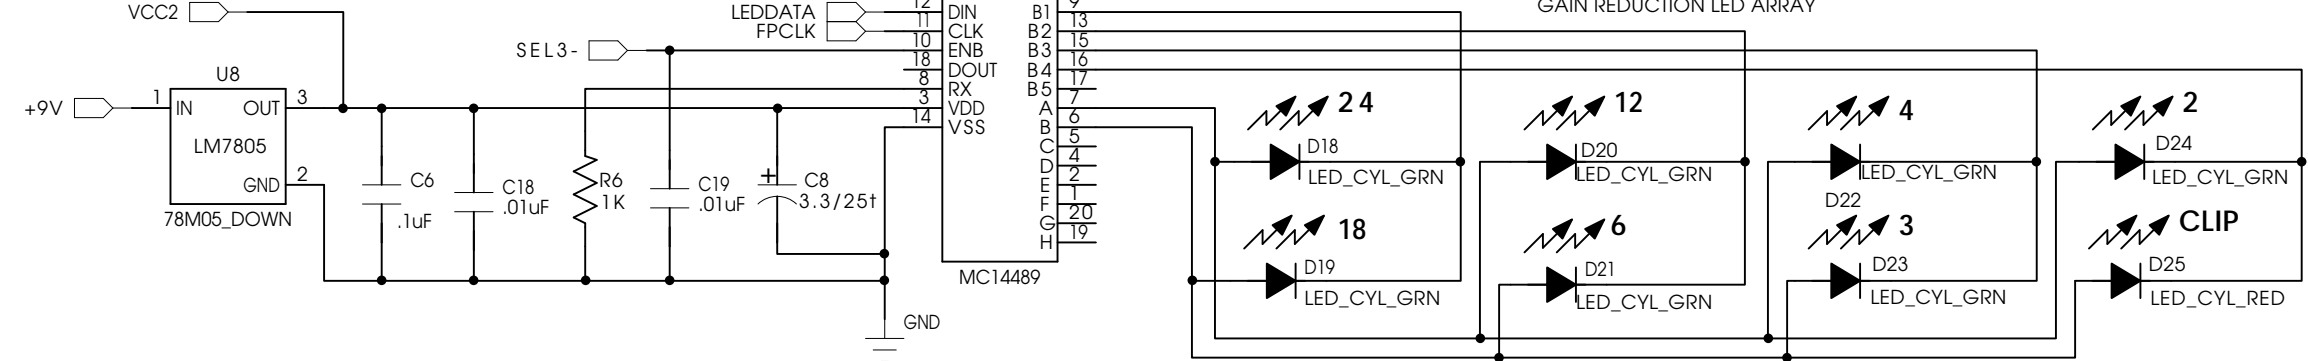 VCC2
LEDDATA
FPCLK
SEL3-
12
11
10
18
8
3
14
DIN
CLK
ENB
DOUT
RX
VDD
VSS
B1
B2
B3
B4
B5
A
B
C
D
E
F
G
H
9
13
15
16
17
7
6
5
4
2
1
20
19
MC14489
GAIN REDUCTION LED ARRAY
U8
+9V
1
IN
OUT
3
LM7805
GND
2
78M05_DOWN
C6
.1uF
C18
.01uF
R6
1K
C19
.01uF
+
C8
3.3/25t
GND
24
D18
LED_CYL_GRN
12
D20
LED_CYL_GRN
4
LED_CYL_GRN
D22
2
D24
LED_CYL_GRN
18
D19
LED_CYL_GRN
6
D21
LED_CYL_GRN
3
D23
LED_CYL_GRN
CLIP
D25
LED_CYL_RED